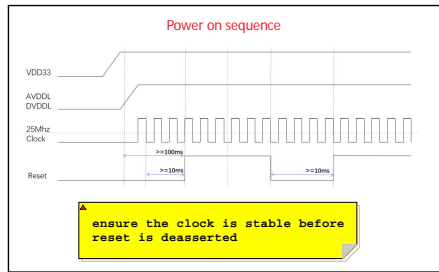 Power on sequence
VDD33
AVDDL
DVDDL
25Mhz
Clock
>=100ms
>=10ms
>=10ms
Reset
ensure the clock is stable before
reset is deasserted